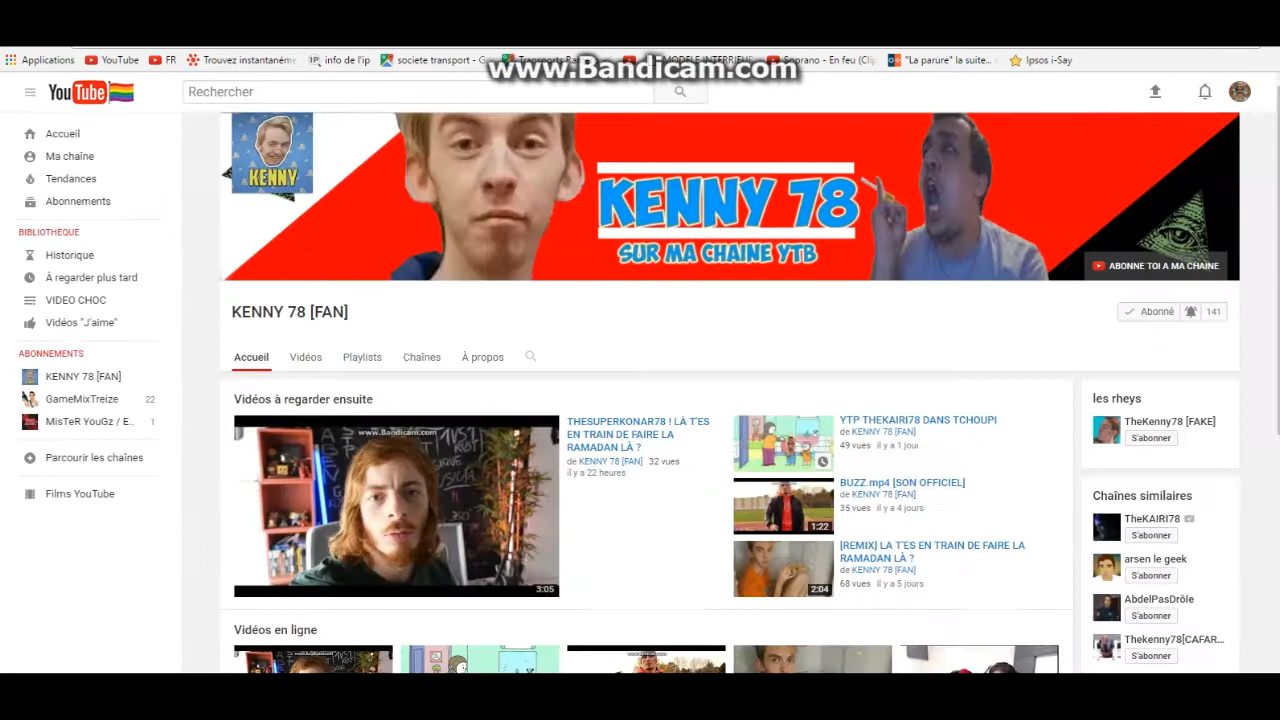 Applications YouTube FR Trouvez instantanéme info de l'ip societe transport - Go MODELE INTERRIEUR Soprano - En feu (Clip "La parure" la suite... Ipsos i-Say
www.Bandicam.com
YouTube
Rechercher
Accueil
Ma chaîne
Tendances
Abonnements
BIBLIOTHÈQUE
Historique
À regarder plus tard
VIDEO CHOC
Vidéos "J'aime"
ABONNEMENTS
KENNY 78 [FAN]
GameMixTreize 22
MisTeR YouGz / E.. 1
Parcourir les chaînes
Films YouTube
KENNY
KENNY 78
SUR MA CHAINE YTB
ABONNE TOI A MA CHAINE
KENNY 78 [FAN]
Abonné 141
Accueil Vidéos Playlists Chaînes À propos
Vidéos à regarder ensuite
www.Bandicam.com
3:05
THESUPERKONAR78 ! LÀ T'ES
EN TRAIN DE FAIRE LA
RAMADAN LÀ ?
de KENNY 78 [FAN] 32 vues
il y a 22 heures
YTP THEKAIRI78 DANS TCHOUPI
de KENNY 78 [FAN]
49 vues il y a 1 jour
BUZZ.mp4 [SON OFFICIEL]
de KENNY 78 [FAN]
35 vues il y a 4 jours
1:22
[REMIX] LA T'ES EN TRAIN DE FAIRE LA
RAMADAN LÀ ?
de KENNY 78 [FAN]
68 vues il y a 5 jours
2:04
Vidéos en ligne
les rheys
TheKenny78 [FAKE]
S'abonner
Chaînes similaires
TheKAIRI78
S'abonner
arsen le geek
S'abonner
AbdelPasDrôle
S'abonner
Thekenny78[CAFAR...
S'abonner